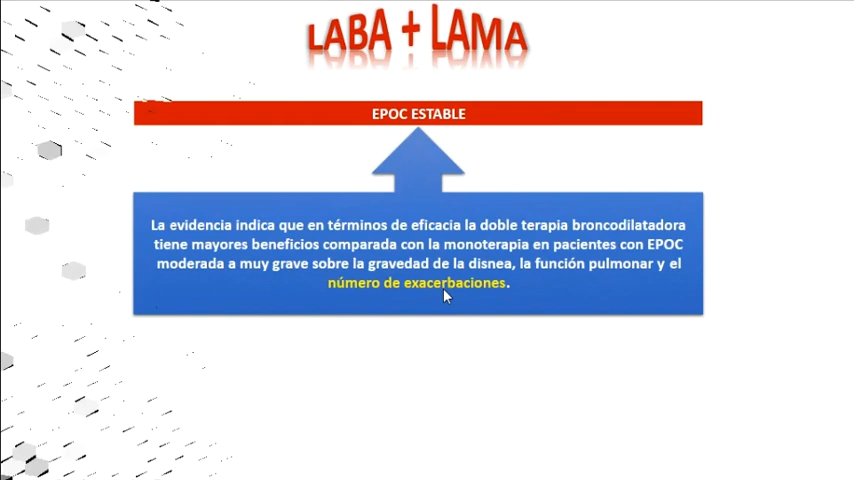 LABA + LAMA
EPOC ESTABLE
La evidencia indica que en términos de eficacia la doble terapia broncodilatadora
tiene mayores beneficios comparada con la monoterapia en pacientes con EPOC
moderada a muy grave sobre la gravedad de la disnea, la función pulmonar y el
número de exacerbaciones.